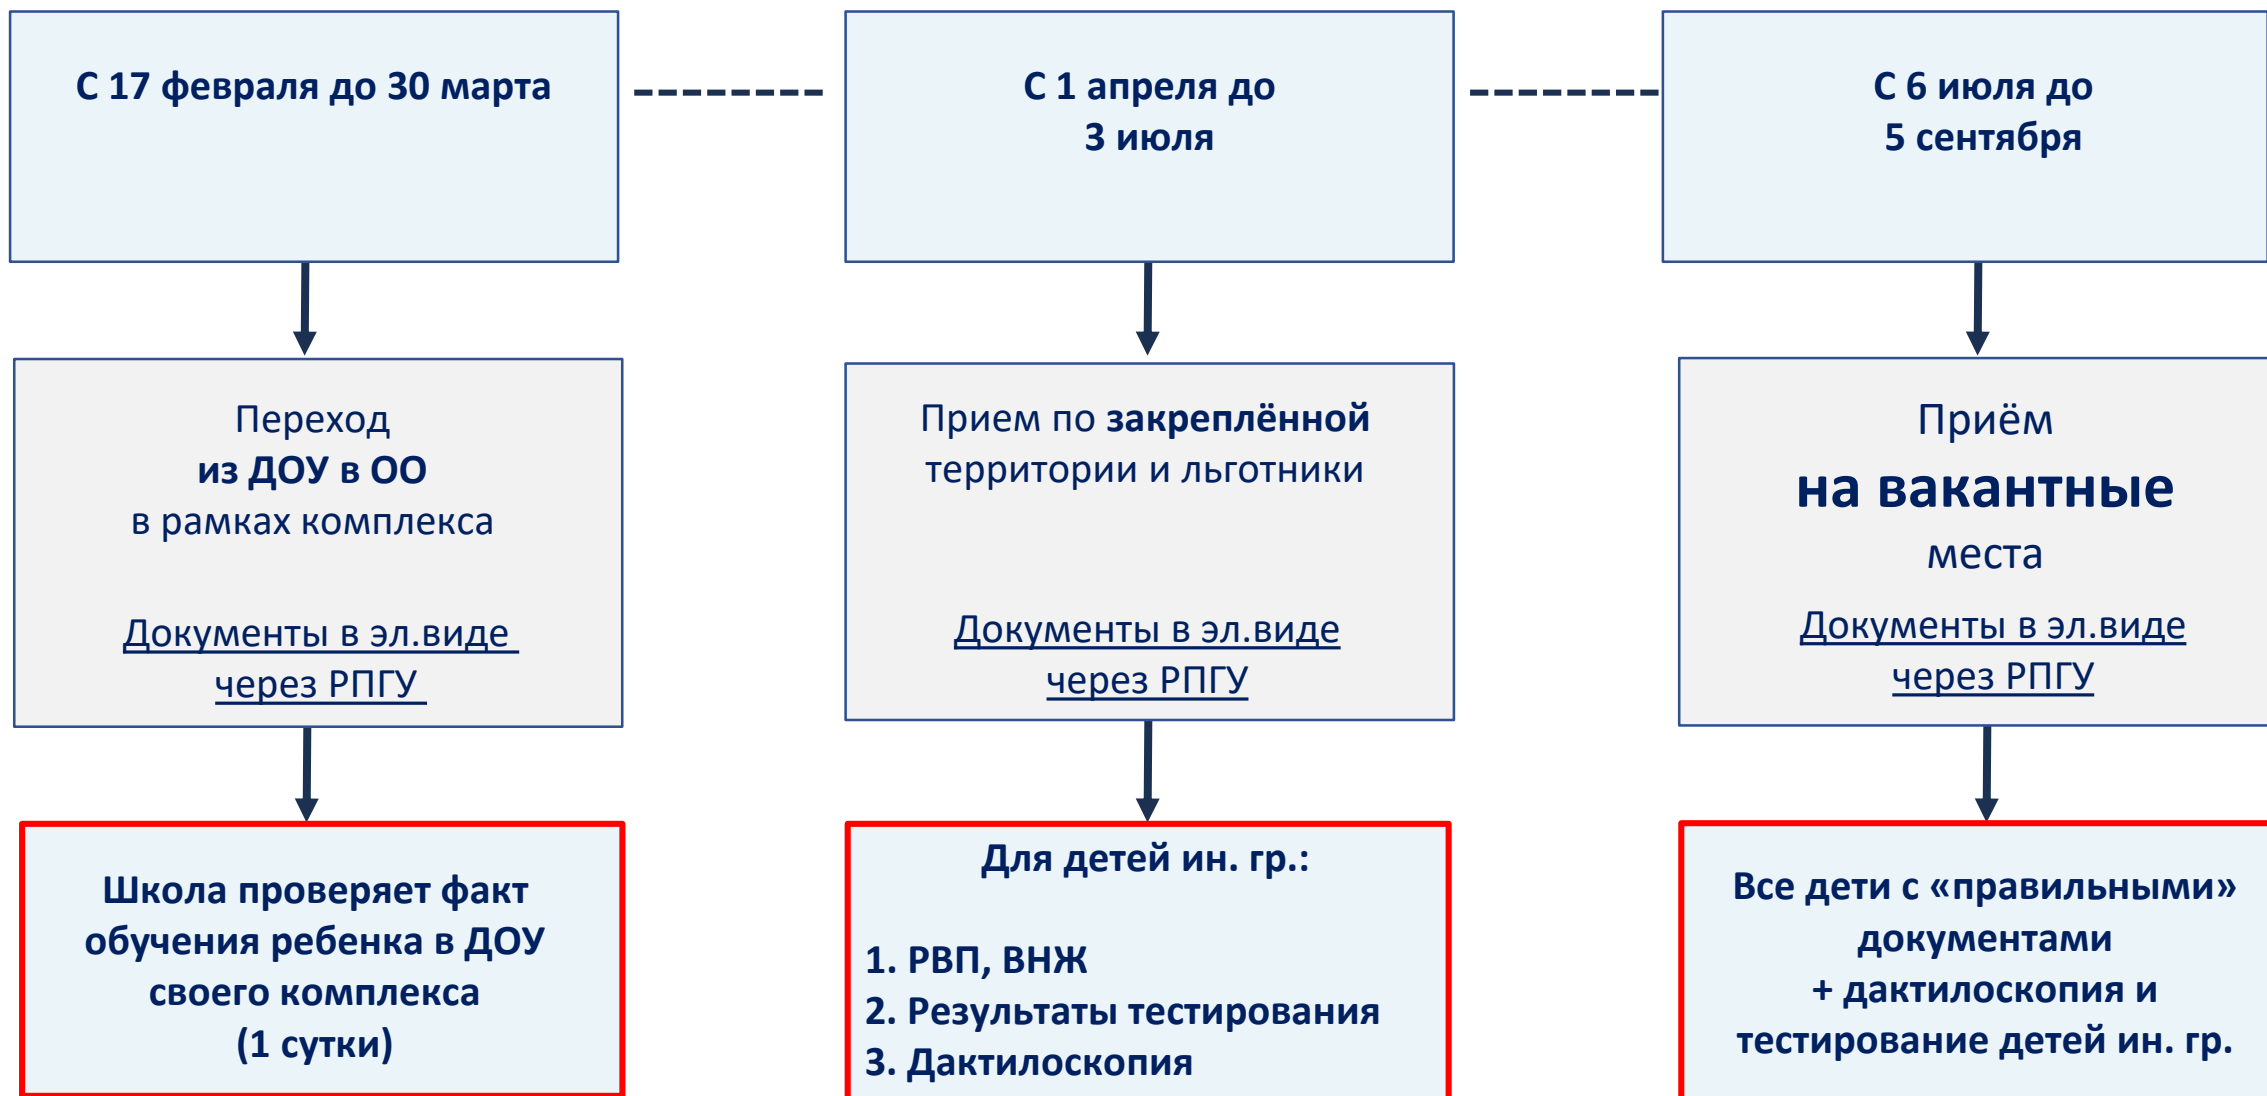 С 17 февраля до 30 марта
С 1 апреля до
3 июля
С 6 июля до
5 сентября
Переход
из ДОУ в ОО
в рамках комплекса
Документы в эл.виде
через РПГУ
Прием по закреплённой
территории и льготники
Документы в эл.виде
через РПГУ
Приём
на вакантные
места
Документы в эл.виде
через РПГУ
Школа проверяет факт
обучения ребенка в ДОУ
своего комплекса
(1 сутки)
Для детей ин. гр.:
1. РВП, ВНЖ
2. Результаты тестирования
3. Дактилоскопия
Все дети с «правильными»
документами
+ дактилоскопия и
тестирование детей ин. гр.